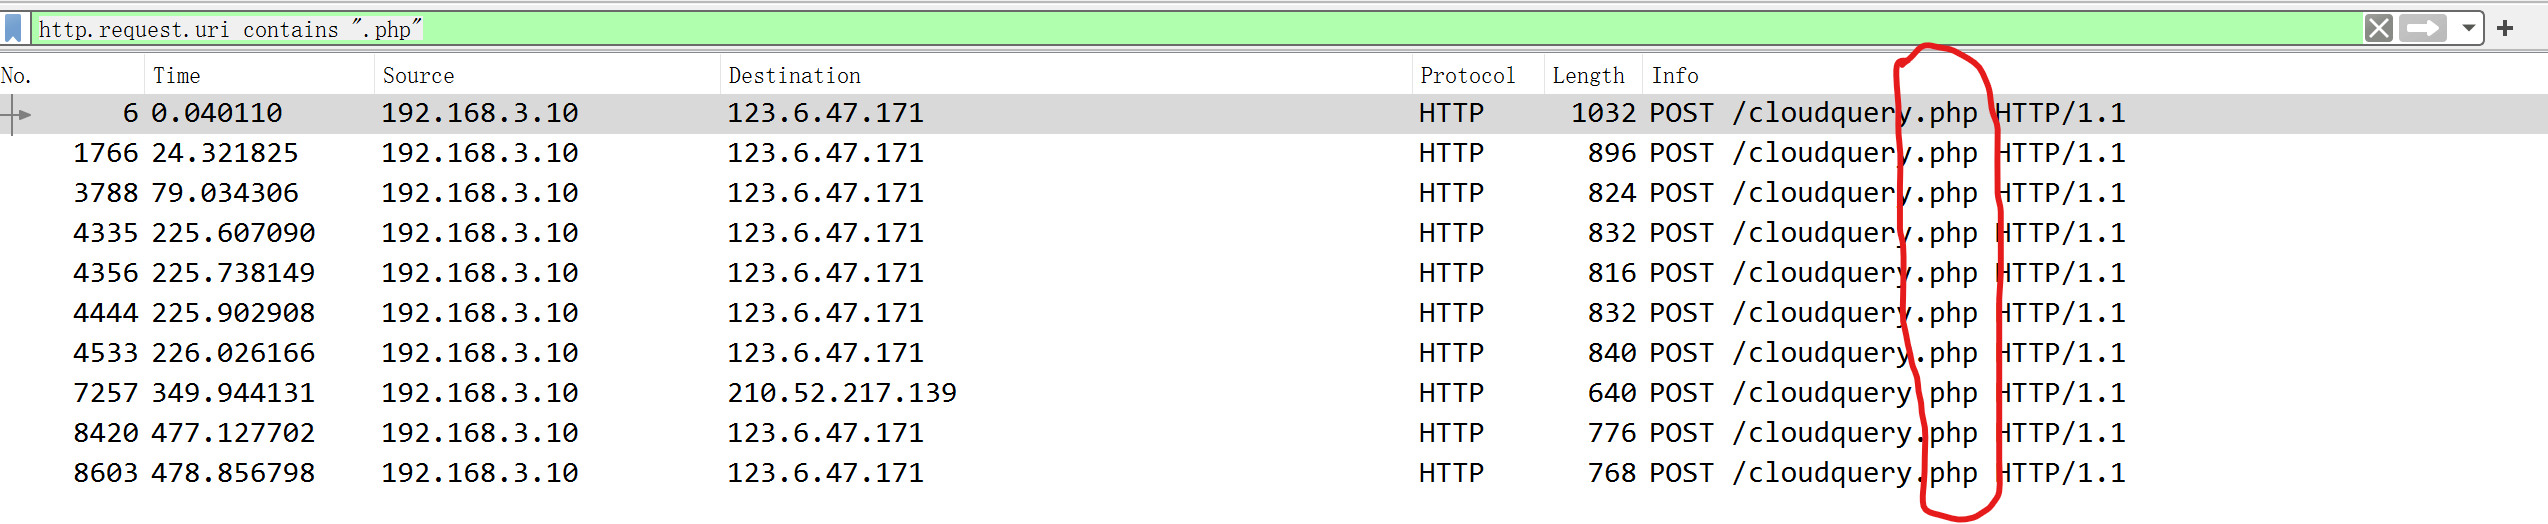 http.request.uri contains ".php"
No. Time Source Destination Protocol Length Info
6 0.040110 192.168.3.10 123.6.47.171 HTTP 1032 POST /cloudquery.php HTTP/1.1
1766 24.321825 192.168.3.10 123.6.47.171 HTTP 896 POST /cloudquery.php HTTP/1.1
3788 79.034306 192.168.3.10 123.6.47.171 HTTP 824 POST /cloudquery.php HTTP/1.1
4335 225.607090 192.168.3.10 123.6.47.171 HTTP 832 POST /cloudquery.php HTTP/1.1
4356 225.738149 192.168.3.10 123.6.47.171 HTTP 816 POST /cloudquery.php HTTP/1.1
4444 225.902908 192.168.3.10 123.6.47.171 HTTP 832 POST /cloudquery.php HTTP/1.1
4533 226.026166 192.168.3.10 123.6.47.171 HTTP 840 POST /cloudquery.php HTTP/1.1
7257 349.944131 192.168.3.10 210.52.217.139 HTTP 640 POST /cloudquery.php HTTP/1.1
8420 477.127702 192.168.3.10 123.6.47.171 HTTP 776 POST /cloudquery.php HTTP/1.1
8603 478.856798 192.168.3.10 123.6.47.171 HTTP 768 POST /cloudquery.php HTTP/1.1